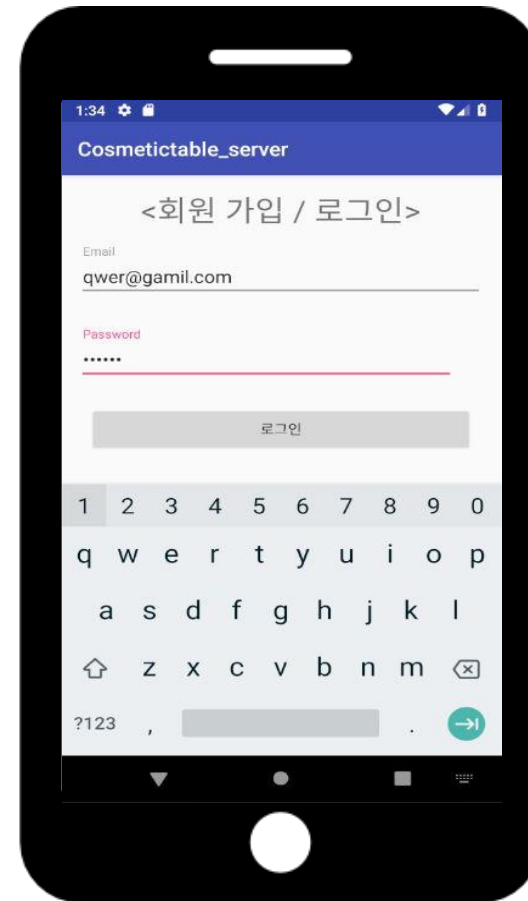 1:34
Cosmetictable_server
<회원 가입 / 로그인>
Email
qwer@gamil.com
Password
••••••
로그인
1 2 3 4 5 6 7 8 9 0
q w e r t y u i o p
a s d f g h j k l
z x c v b n m
?123 , .